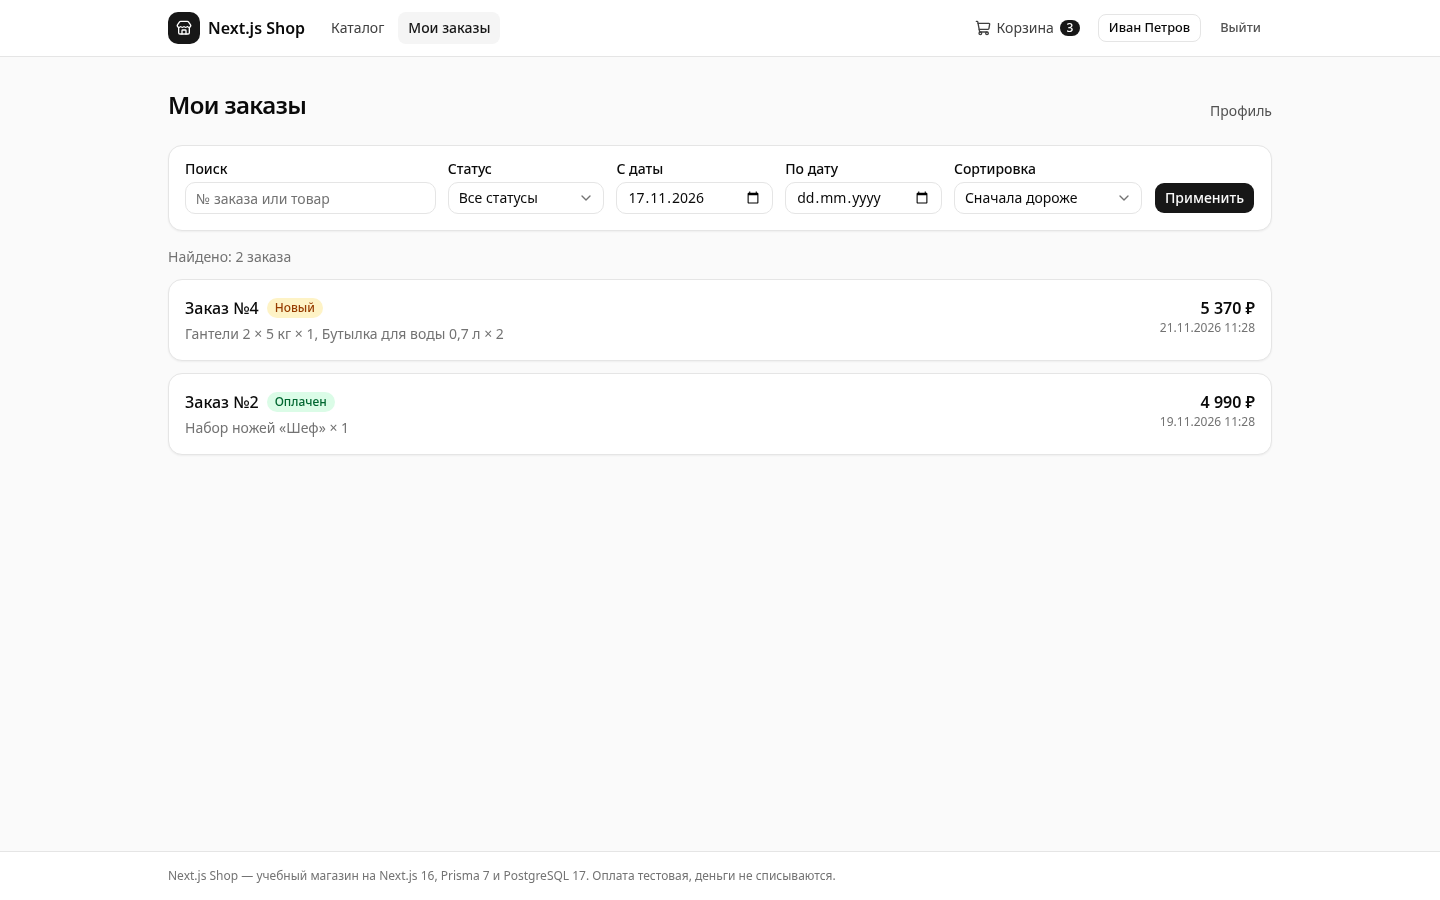 Next.js Shop Каталог Мои заказы Корзина 3 Иван Петров Выйти
Мои заказы
Профиль
Поиск Статус С даты По дату Сортировка
№ заказа или товар Все статусы 17.11.2026 dd.mm.yyyy Сначала дороже Применить
Найдено: 2 заказа
Заказ №4 Новый 5 370 ₽
Гантели 2 × 5 кг × 1, Бутылка для воды 0,7 л × 2 21.11.2026 11:28
Заказ №2 Оплачен 4 990 ₽
Набор ножей «Шеф» × 1 19.11.2026 11:28
Next.js Shop — учебный магазин на Next.js 16, Prisma 7 и PostgreSQL 17. Оплата тестовая, деньги не списываются.